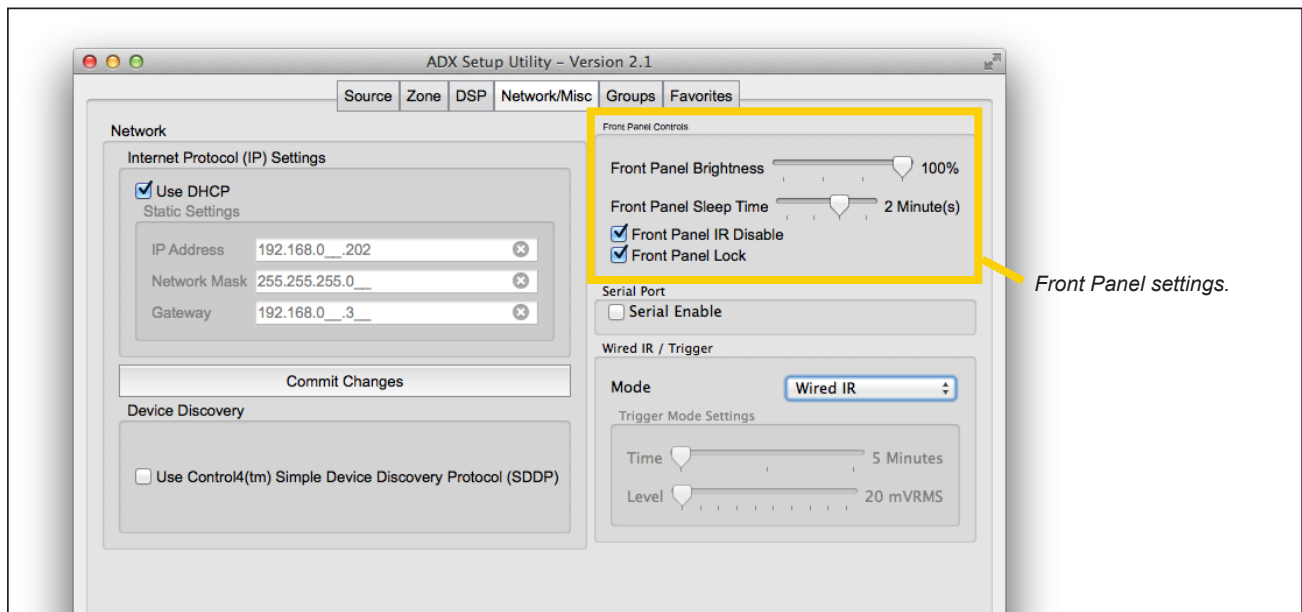 ADX Setup Utility – Version 2.1
Source Zone DSP Network/Misc Groups Favorites
Network
Internet Protocol (IP) Settings
Use DHCP
Static Settings
IP Address 192.168.0__.202
Network Mask 255.255.255.0__
Gateway 192.168.0__.3__
Commit Changes
Device Discovery
Use Control4(tm) Simple Device Discovery Protocol (SDDP)
Front Panel Controls
Front Panel Brightness 100%
Front Panel Sleep Time 2 Minute(s)
Front Panel IR Disable
Front Panel Lock
Serial Port
Serial Enable
Wired IR / Trigger
Mode Wired IR
Trigger Mode Settings
Time 5 Minutes
Level 20 mVRMS
Front Panel settings.